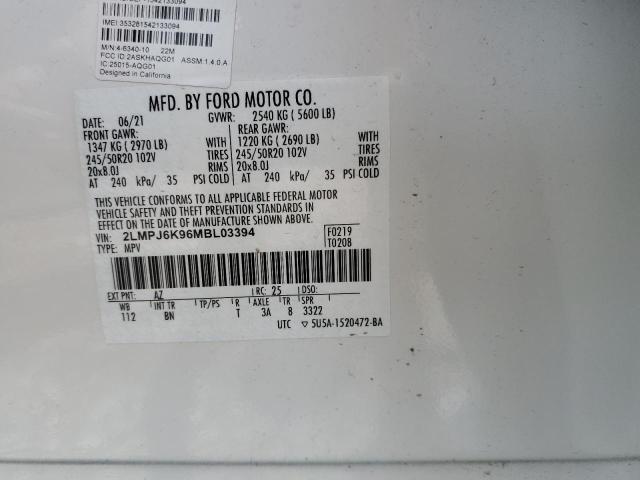 IMEI: 353281542133094
M/N:4-6340-10 22M
FCC ID:2ASKHAQG01 ASSM:1.4.0.A
IC:25015-AQG01
Designed in California
MFD. BY FORD MOTOR CO.
DATE: 06/21 GVWR: 2540 KG ( 5600 LB)
FRONT GAWR: REAR GAWR:
1347 KG ( 2970 LB) WITH 1220 KG ( 2690 LB) WITH
245/50R20 102V TIRES 245/50R20 102V TIRES
20x8.0J RIMS 20x8.0J RIMS
AT 240 kPa/ 35 PSI COLD AT 240 kPa/ 35 PSI COLD
THIS VEHICLE CONFORMS TO ALL APPLICABLE FEDERAL MOTOR
VEHICLE SAFETY AND THEFT PREVENTION STANDARDS IN
EFFECT ON THE DATE OF MANUFACTURE SHOWN ABOVE.
VIN: 2LMPJ6K96MBL03394 F0219
TYPE: MPV T0208
EXT PNT: AZ RC: 25 DSO:
WB INT TR TP/PS R AXLE TR SPR
112 BN T 3A 8 3322
UTC ▽ 5U5A-1520472-BA